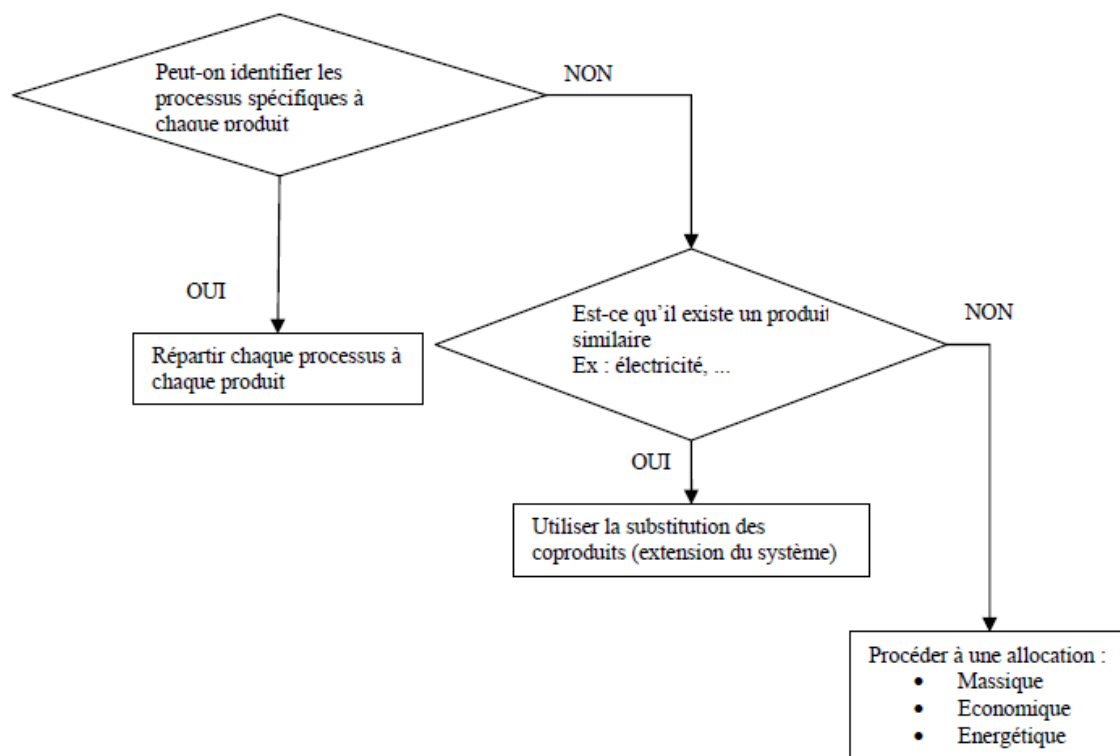 Peut-on identifier les
processus spécifiques à
chaque produit
NON
OUI
Répartir chaque processus à
chaque produit
Est-ce qu’il existe un produit
similaire
Ex : électricité, ...
NON
OUI
Utiliser la substitution des
coproduits (extension du système)
Procéder à une allocation :
• Massique
• Economique
• Energétique